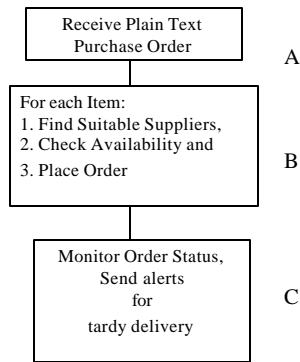 Receive Plain Text
Purchase Order
A
For each Item:
1. Find Suitable Suppliers,
2. Check Availability and
3. Place Order
B
Monitor Order Status,
Send alerts
for
tardy delivery
C